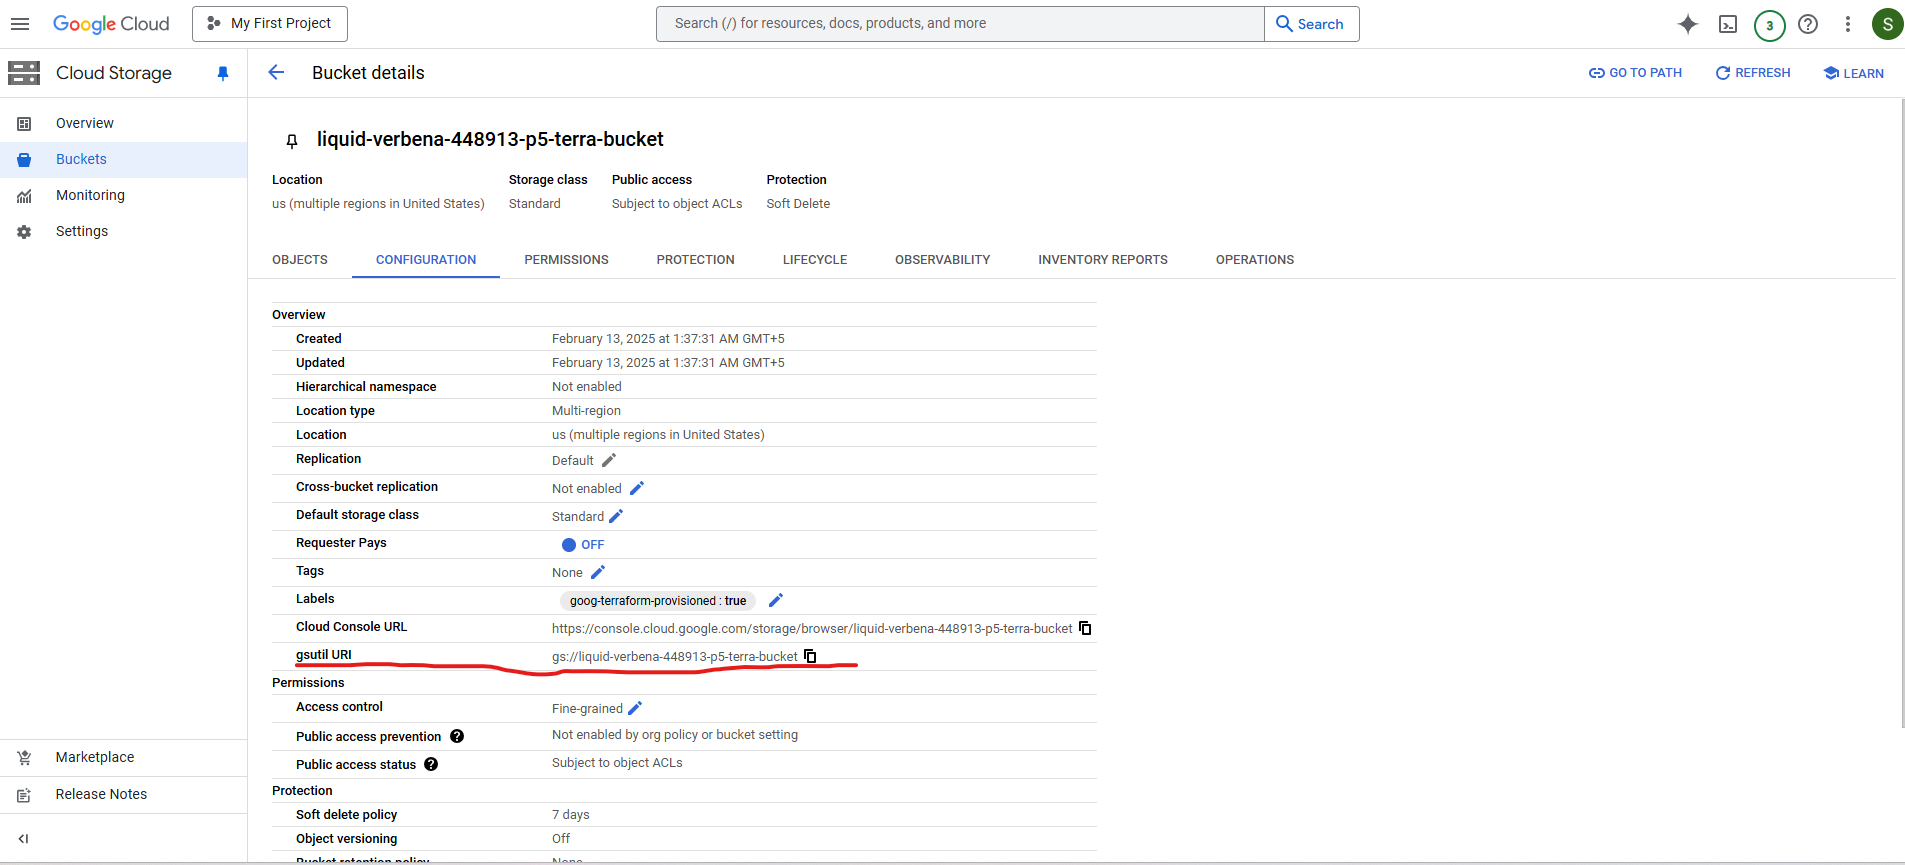 Google Cloud
My First Project
Search (/) for resources, docs, products, and more
Search
3
S
Cloud Storage
Bucket details
GO TO PATH
REFRESH
LEARN
Overview
Buckets
Monitoring
Settings
Marketplace
Release Notes
liquid-verbena-448913-p5-terra-bucket
Location Storage class Public access Protection
us (multiple regions in United States) Standard Subject to object ACLs Soft Delete
OBJECTS CONFIGURATION PERMISSIONS PROTECTION LIFECYCLE OBSERVABILITY INVENTORY REPORTS OPERATIONS
Overview
Created February 13, 2025 at 1:37:31 AM GMT+5
Updated February 13, 2025 at 1:37:31 AM GMT+5
Hierarchical namespace Not enabled
Location type Multi-region
Location us (multiple regions in United States)
Replication Default
Cross-bucket replication Not enabled
Default storage class Standard
Requester Pays OFF
Tags None
Labels goog-terraform-provisioned : true
Cloud Console URL https://console.cloud.google.com/storage/browser/liquid-verbena-448913-p5-terra-bucket
gsutil URI gs://liquid-verbena-448913-p5-terra-bucket
Permissions
Access control Fine-grained
Public access prevention Not enabled by org policy or bucket setting
Public access status Subject to object ACLs
Protection
Soft delete policy 7 days
Object versioning Off
Bucket retention policy None